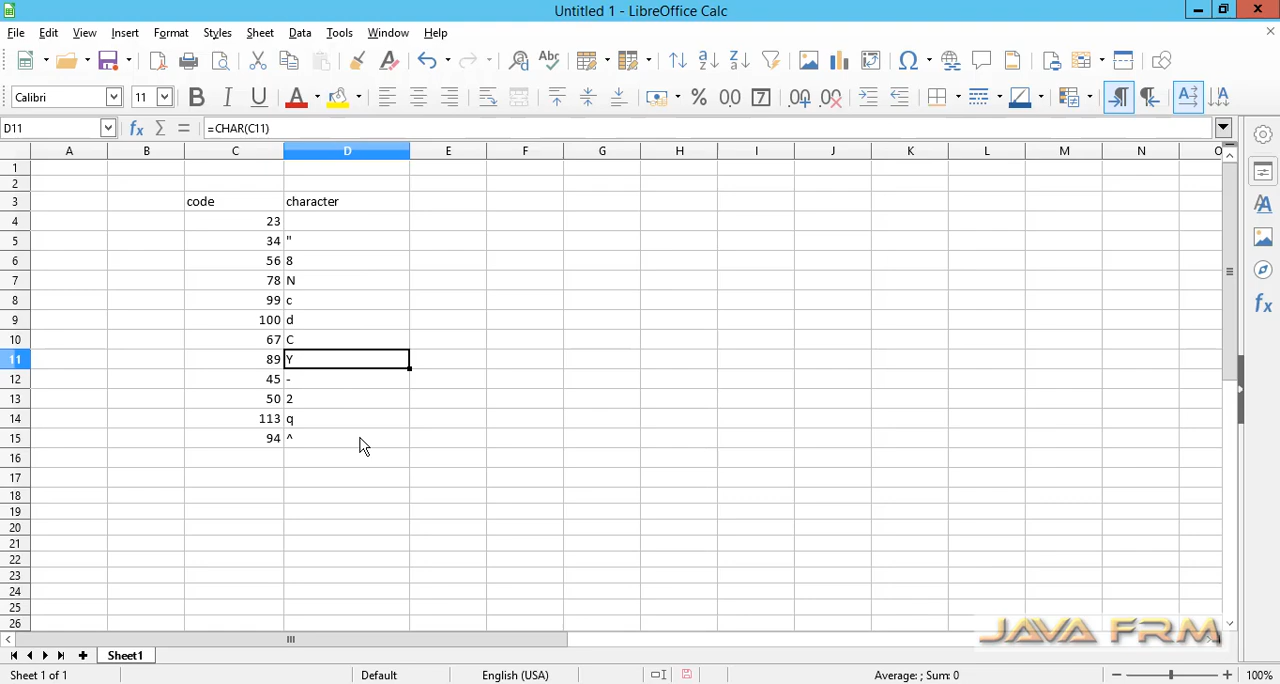 Untitled 1 - LibreOffice Calc
File Edit View Insert Format Styles Sheet Data Tools Window Help
Calibri 11
D11 =CHAR(C11)
A B C D E F G H I J K L M N O
1
2
3 code character
4 23
5 34 "
6 56 8
7 78 N
8 99 c
9 100 d
10 67 C
11 89 Y
12 45 -
13 50 2
14 113 q
15 94 ^
16
17
18
19
20
21
22
23
24
25
26
JAVA FRM
Sheet1
Sheet 1 of 1 Default English (USA) Average: ; Sum: 0 100%